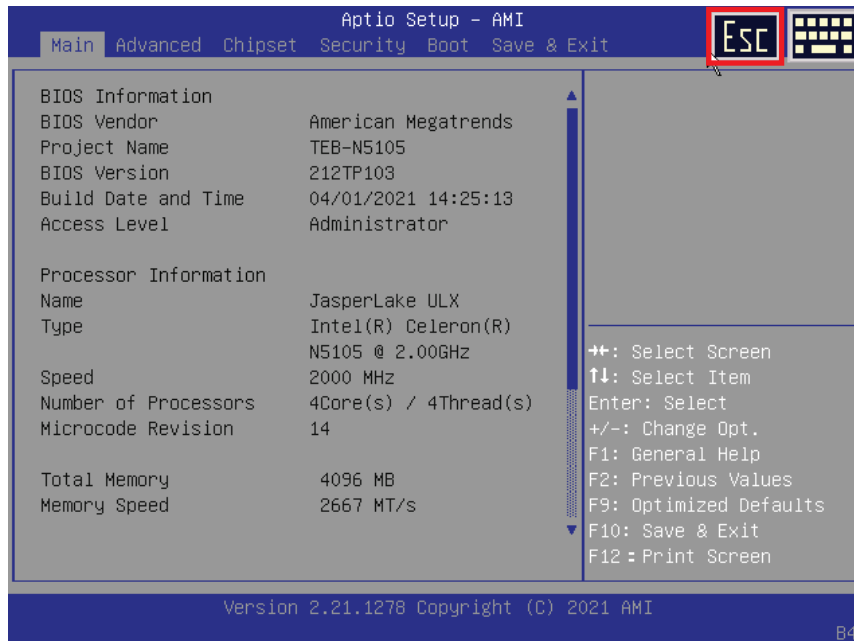 Aptio Setup - AMI
Main Advanced Chipset Security Boot Save & Exit
Esc
BIOS Information
BIOS Vendor American Megatrends
Project Name TEB-N5105
BIOS Version 212TP103
Build Date and Time 04/01/2021 14:25:13
Access Level Administrator
Processor Information
Name JasperLake ULX
Type Intel(R) Celeron(R)
N5105 @ 2.00GHz
Speed 2000 MHz
Number of Processors 4Core(s) / 4Thread(s)
Microcode Revision 14
Total Memory 4096 MB
Memory Speed 2667 MT/s
→←: Select Screen
↑↓: Select Item
Enter: Select
+/-: Change Opt.
F1: General Help
F2: Previous Values
F9: Optimized Defaults
F10: Save & Exit
F12 : Print Screen
Version 2.21.1278 Copyright (C) 2021 AMI
B4